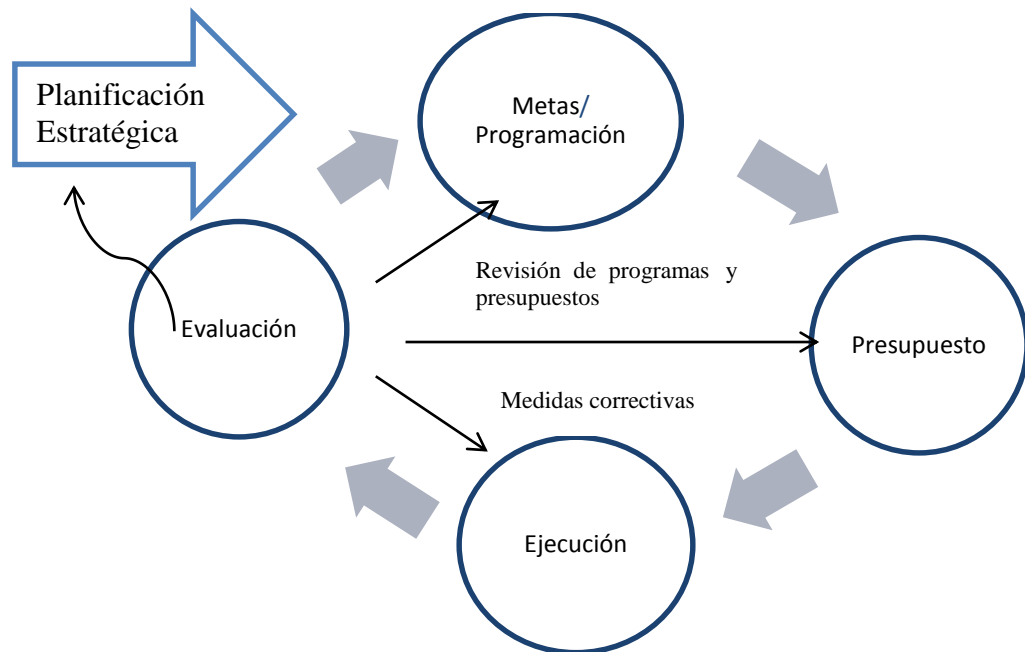 Planificación
Estratégica
Metas/
Programación
Revisión de programas y
presupuestos
Evaluación
Presupuesto
Medidas correctivas
Ejecución